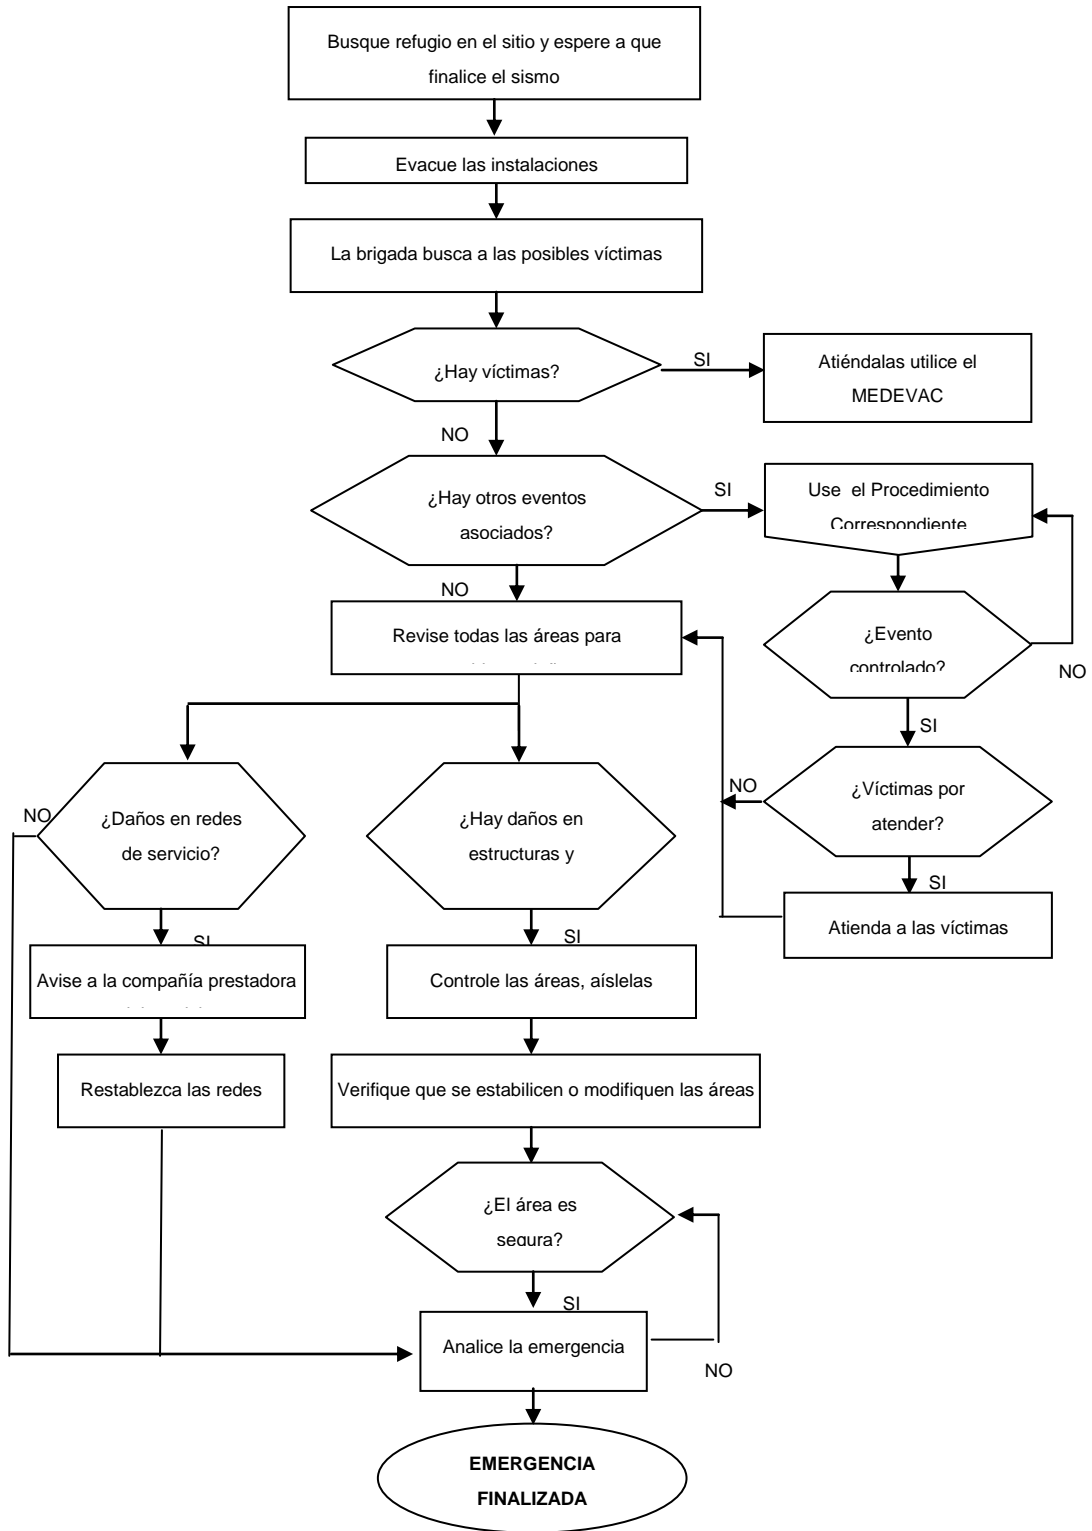 Busque refugio en el sitio y espere a que
finalice el sismo
Evacue las instalaciones
La brigada busca a las posibles víctimas
¿Hay víctimas?
SI
Atiéndalas utilice el
MEDEVAC
NO
¿Hay otros eventos
asociados?
SI
Use el Procedimiento
Correspondiente
NO
Revise todas las áreas para
¿Evento
controlado?
NO
SI
¿Víctimas por
atender?
NO
SI
Atienda a las víctimas
NO
¿Daños en redes
de servicio?
¿Hay daños en
estructuras y
SI
SI
Avise a la compañía prestadora
Controle las áreas, aíslelas
Restablezca las redes
Verifique que se estabilicen o modifiquen las áreas
¿El área es
segura?
SI
Analice la emergencia
NO
EMERGENCIA
FINALIZADA